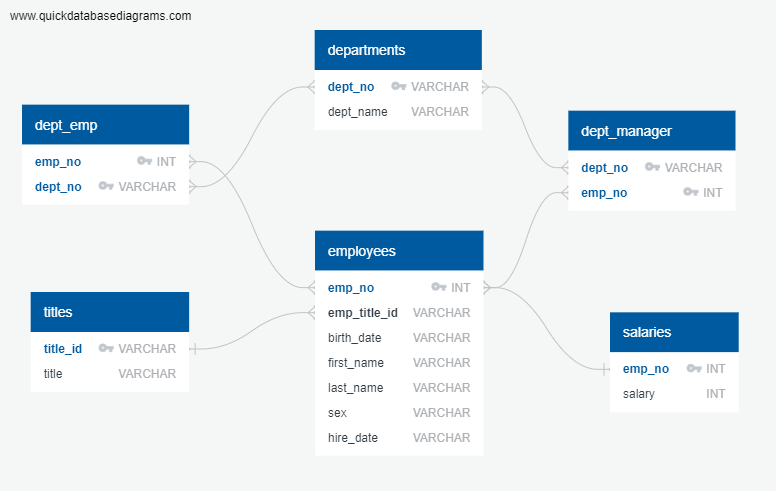 www.quickdatabasediagrams.com
departments
dept_no VARCHAR
dept_name VARCHAR
dept_emp
emp_no INT
dept_no VARCHAR
dept_manager
dept_no VARCHAR
emp_no INT
employees
emp_no INT
emp_title_id VARCHAR
birth_date VARCHAR
first_name VARCHAR
last_name VARCHAR
sex VARCHAR
hire_date VARCHAR
titles
title_id VARCHAR
title VARCHAR
salaries
emp_no INT
salary INT